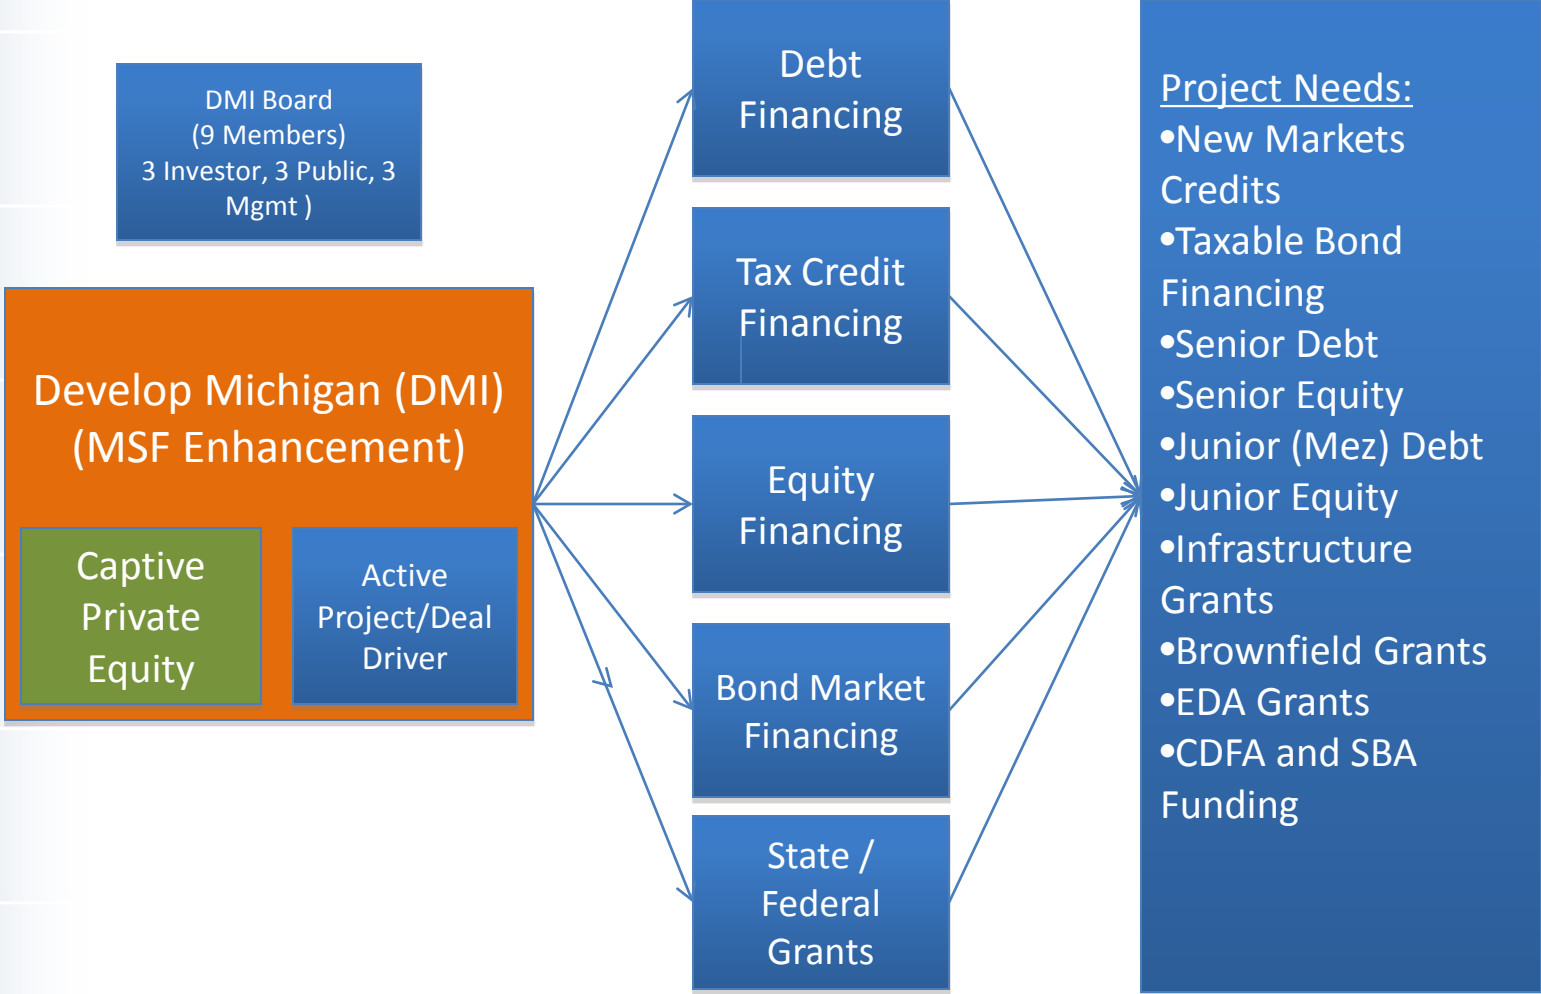 DMI Board
(9 Members)
3 Investor, 3 Public, 3
Mgmt )
Develop Michigan (DMI)
(MSF Enhancement)
Captive
Private
Equity
Active
Project/Deal
Driver
Debt
Financing
Tax Credit
Financing
Equity
Financing
Bond Market
Financing
State /
Federal
Grants
Project Needs:
•New Markets
Credits
•Taxable Bond
Financing
•Senior Debt
•Senior Equity
•Junior (Mez) Debt
•Junior Equity
•Infrastructure
Grants
•Brownfield Grants
•EDA Grants
•CDFA and SBA
Funding